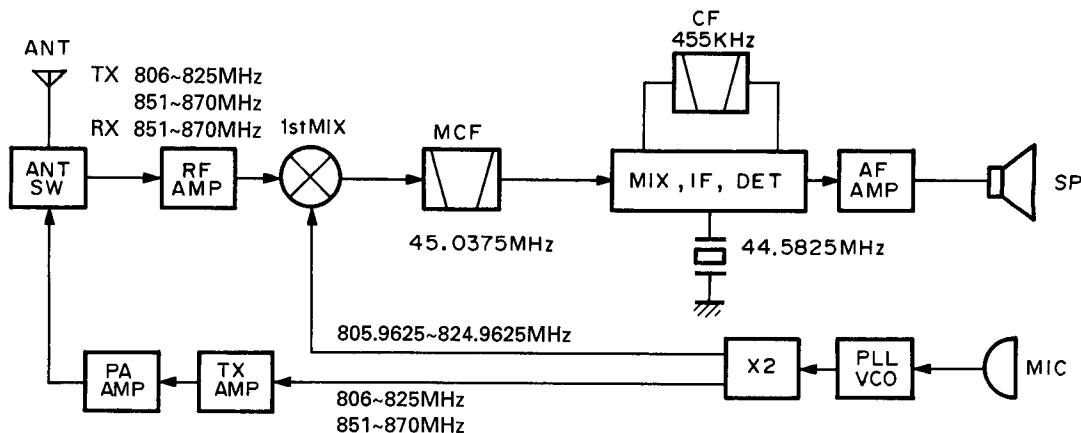 CF
455KHz
ANT
TX 806~825MHz
851~870MHz
RX 851~870MHz
1stMIX
MCF
ANT
SW
RF
AMP
MIX, IF, DET
AF
AMP
SP
45.0375MHz
44.5825MHz
805.9625~824.9625MHz
PA
AMP
TX
AMP
X2
PLL
VCO
MIC
806~825MHz
851~870MHz